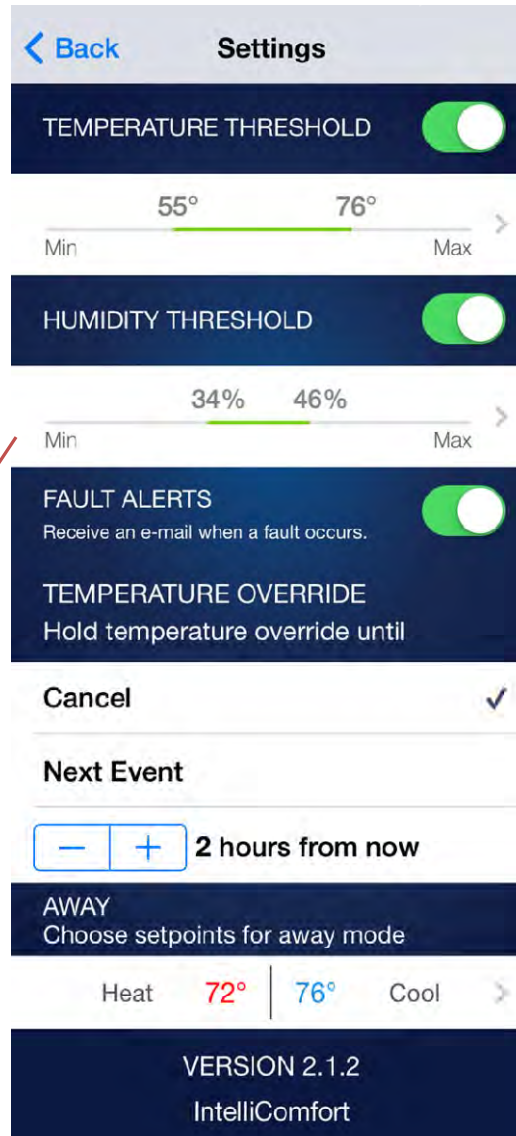 Back Settings
TEMPERATURE THRESHOLD
55° 76°
Min Max
HUMIDITY THRESHOLD
34% 46%
Min Max
FAULT ALERTS
Receive an e-mail when a fault occurs.
TEMPERATURE OVERRIDE
Hold temperature override until
Cancel
Next Event
− + 2 hours from now
AWAY
Choose setpoints for away mode
Heat 72° 76° Cool
VERSION 2.1.2
IntelliComfort